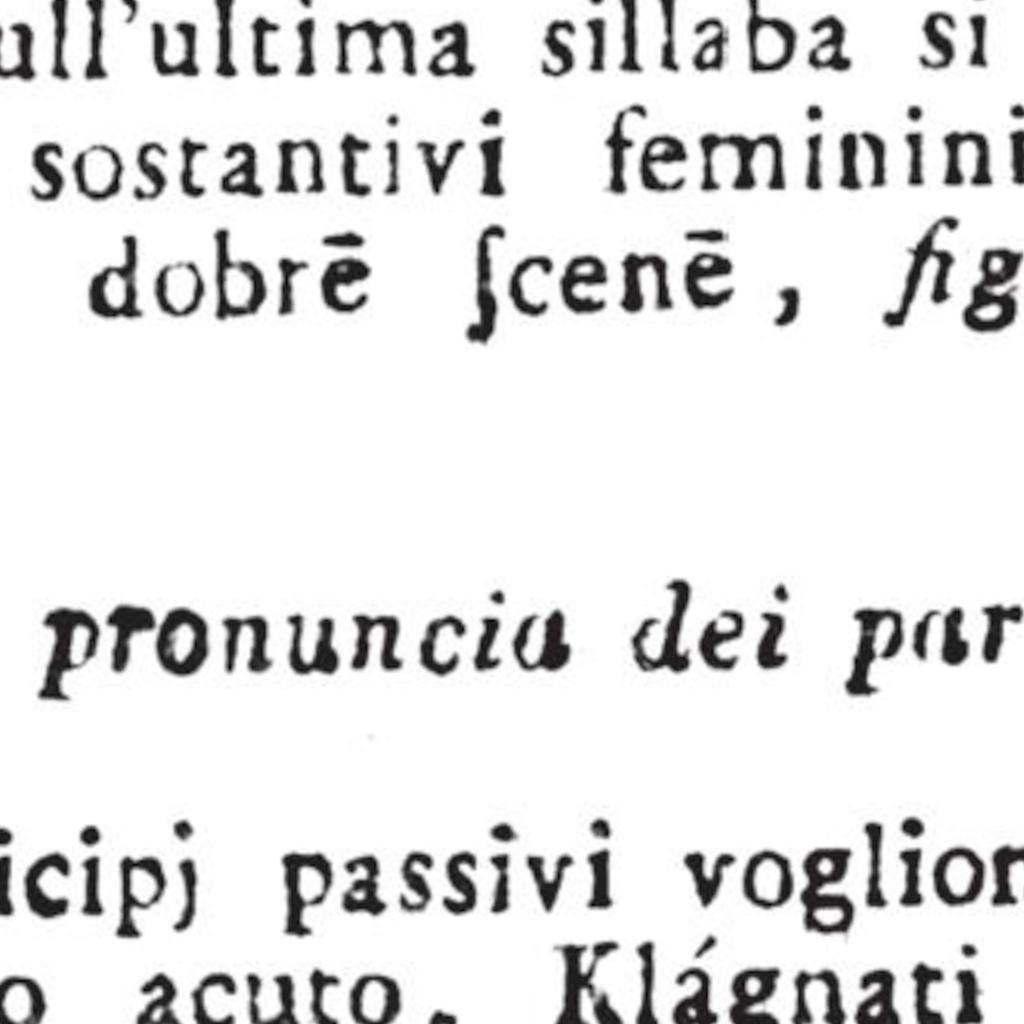 ull'ultima sillaba si
sostantivi feminini
dobrē ſcenē, fig
pronuncia dei par
icipj passivi voglion
o acuto. Klágnati